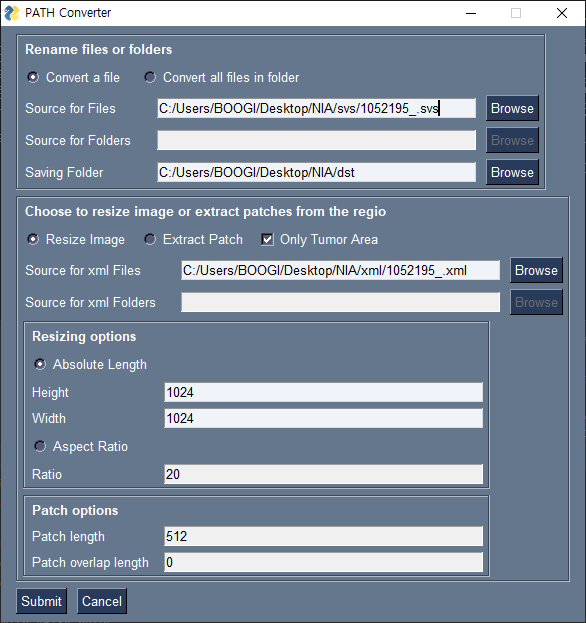 PATH Converter
Rename files or folders
Convert a file Convert all files in folder
Source for Files C:/Users/BOOGI/Desktop/NIA/svs/1052195_.svs Browse
Source for Folders Browse
Saving Folder C:/Users/BOOGI/Desktop/NIA/dst Browse
Choose to resize image or extract patches from the regio
Resize Image Extract Patch Only Tumor Area
Source for xml Files C:/Users/BOOGI/Desktop/NIA/xml/1052195_.xml Browse
Source for xml Folders Browse
Resizing options
Absolute Length
Height 1024
Width 1024
Aspect Ratio
Ratio 20
Patch options
Patch length 512
Patch overlap length 0
Submit Cancel